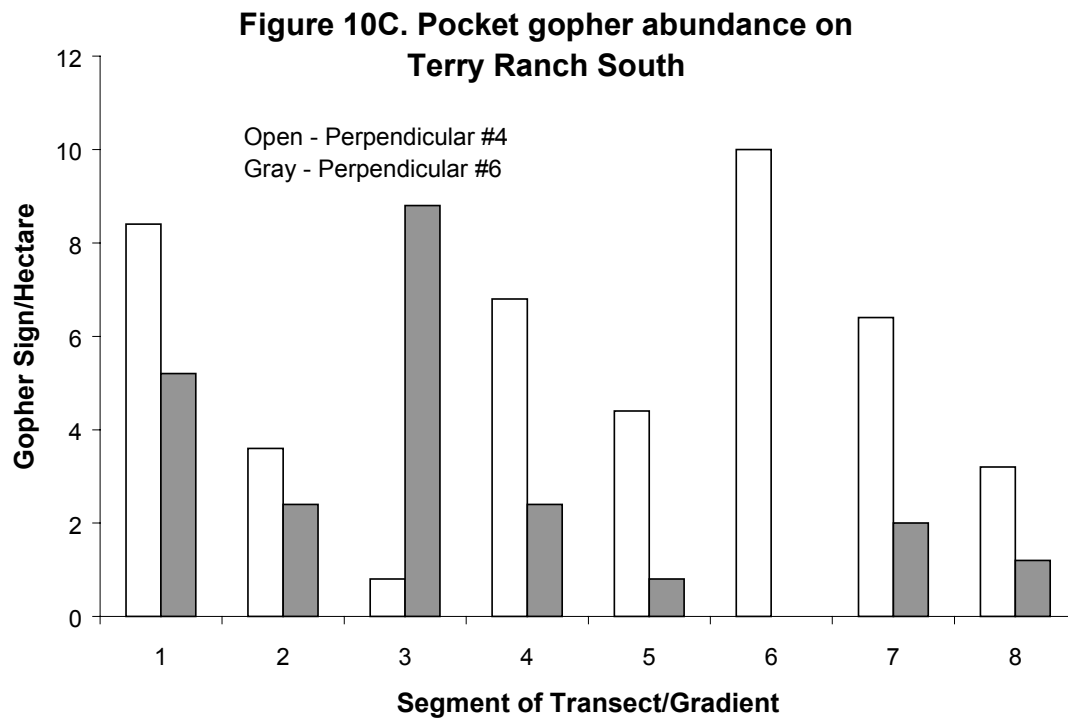 Figure 10C. Pocket gopher abundance on
Terry Ranch South
Open - Perpendicular #4
Gray - Perpendicular #6
Gopher Sign/Hectare
12
10
8
6
4
2
0
1 2 3 4 5 6 7 8
Segment of Transect/Gradient